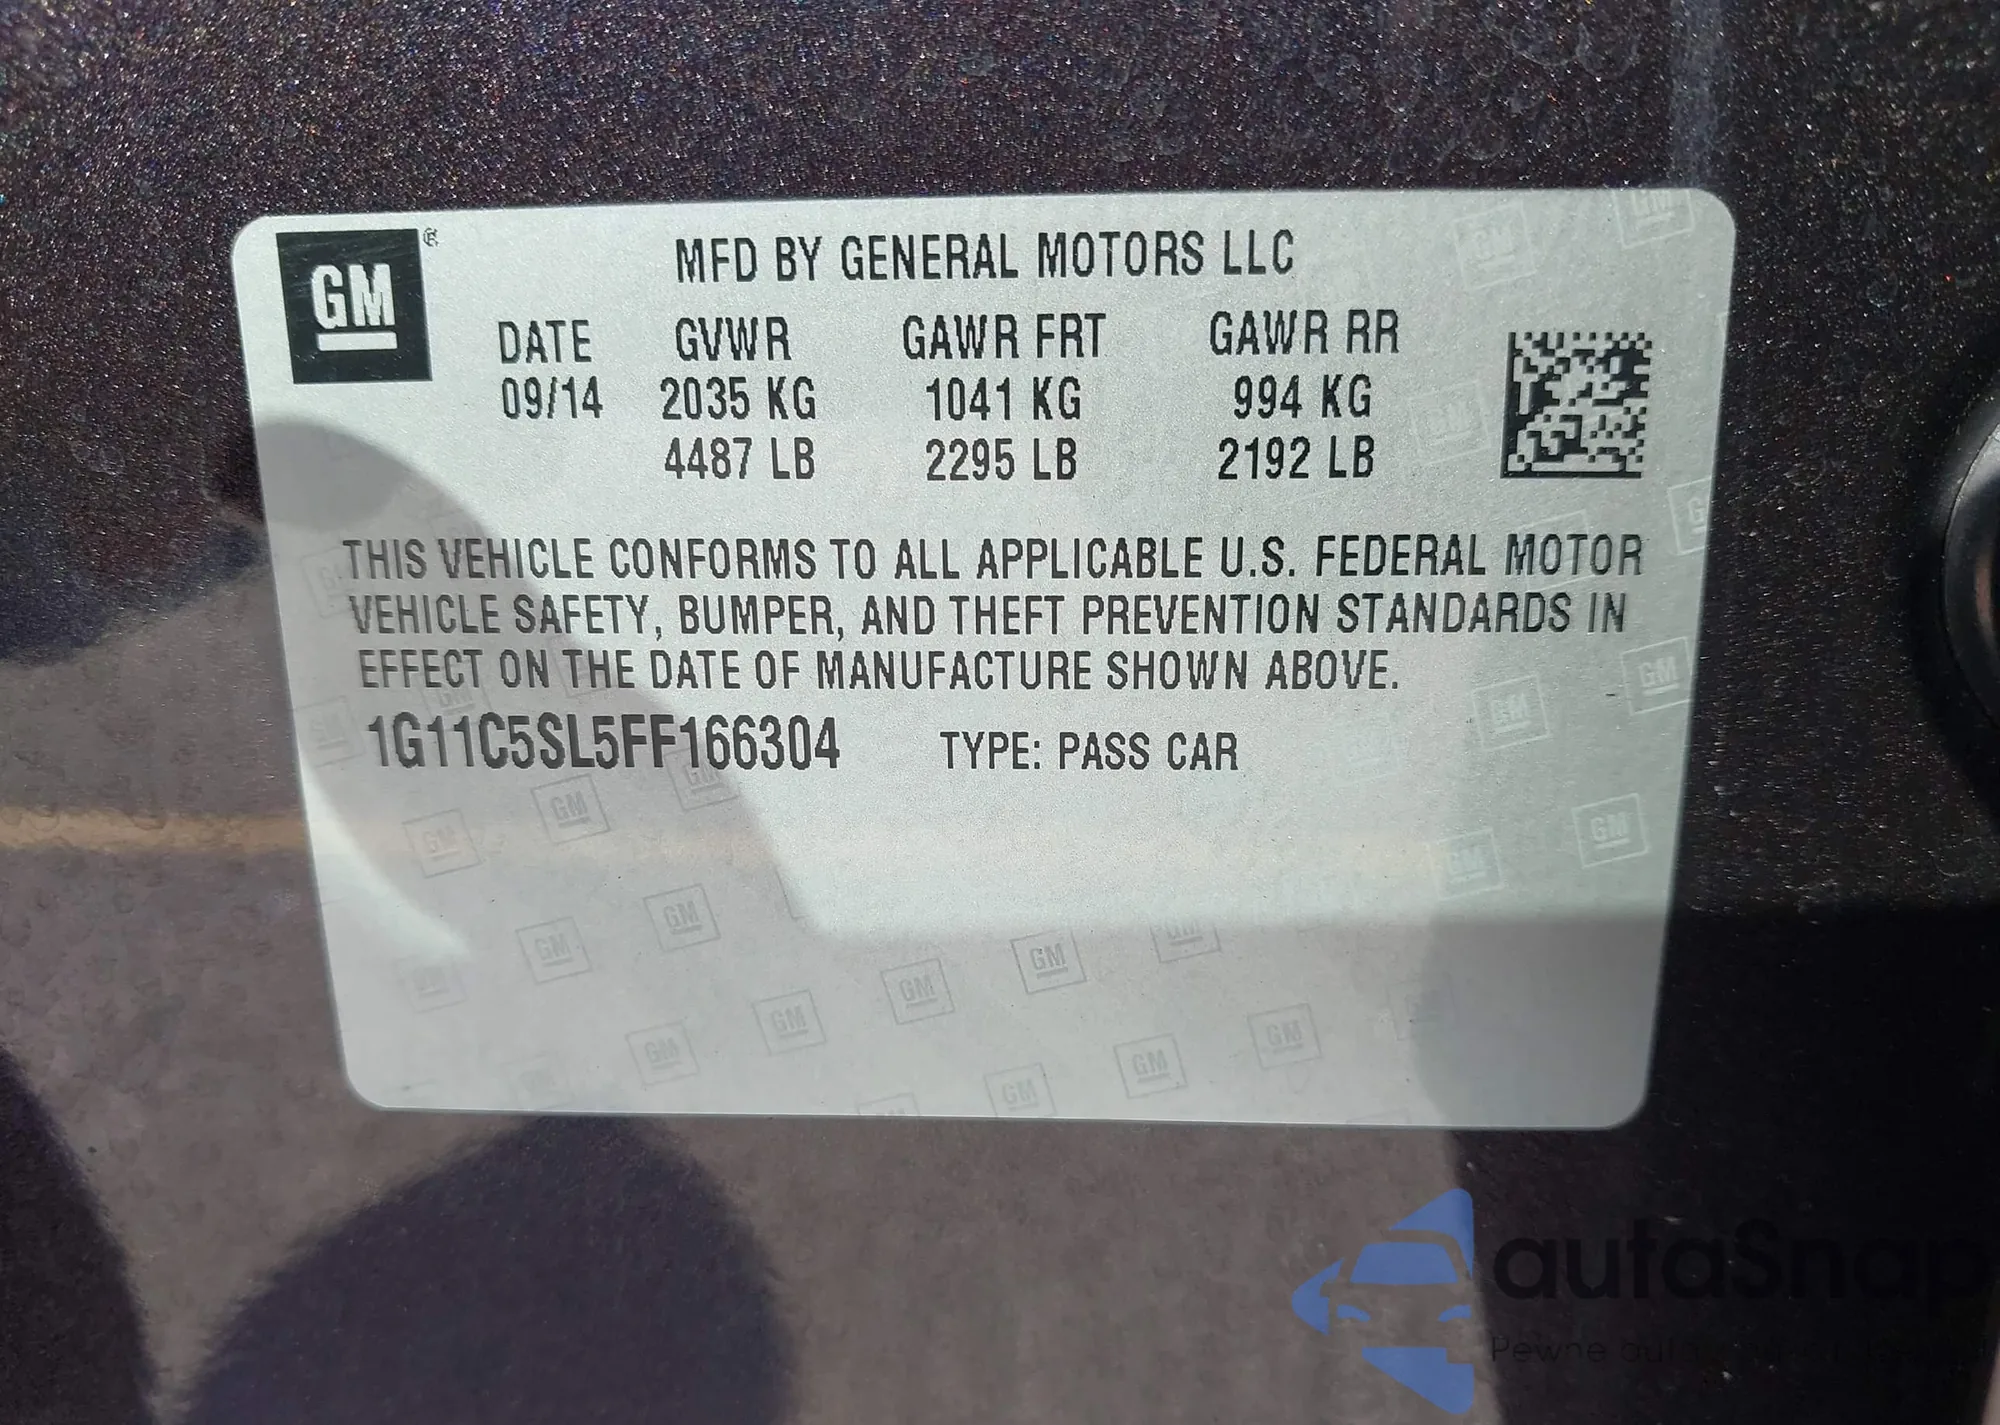 GM
MFD BY GENERAL MOTORS LLC
DATE GVWR GAWR FRT GAWR RR
09/14 2035 KG 1041 KG 994 KG
4487 LB 2295 LB 2192 LB
THIS VEHICLE CONFORMS TO ALL APPLICABLE U.S. FEDERAL MOTOR
VEHICLE SAFETY, BUMPER, AND THEFT PREVENTION STANDARDS IN
EFFECT ON THE DATE OF MANUFACTURE SHOWN ABOVE.
1G11C5SL5FF166304 TYPE: PASS CAR
autaSnap
Pewne